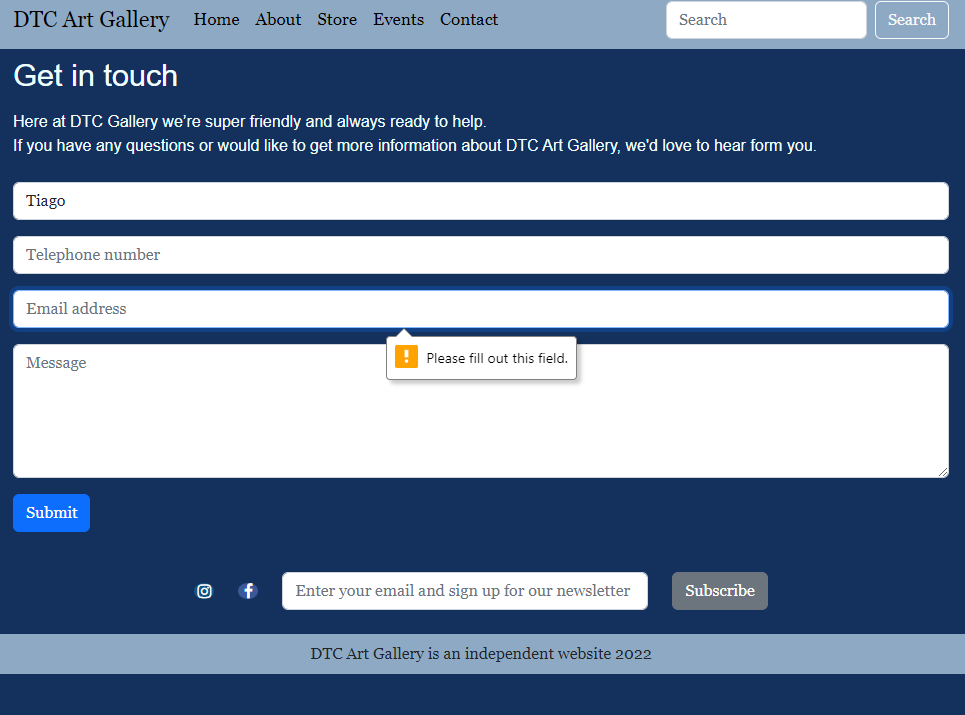 DTC Art Gallery Home About Store Events Contact Search Search
Get in touch
Here at DTC Gallery we're super friendly and always ready to help.
If you have any questions or would like to get more information about DTC Art Gallery, we'd love to hear form you.
Tiago
Telephone number
Email address
Please fill out this field.
Message
Submit
Enter your email and sign up for our newsletter Subscribe
DTC Art Gallery is an independent website 2022